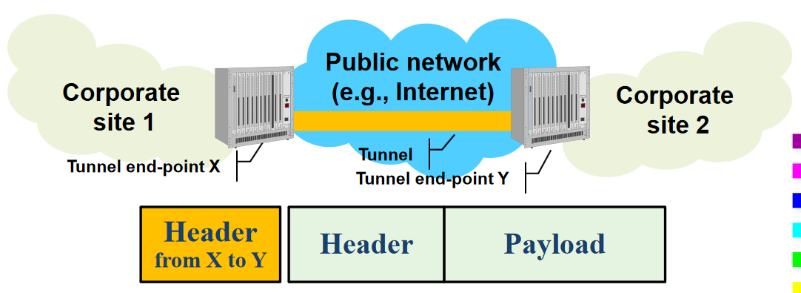 Public network
(e.g., Internet)
Corporate
site 1
Corporate
site 2
Tunnel end-point X
Tunnel
Tunnel end-point Y
Header
from X to Y
Header
Payload